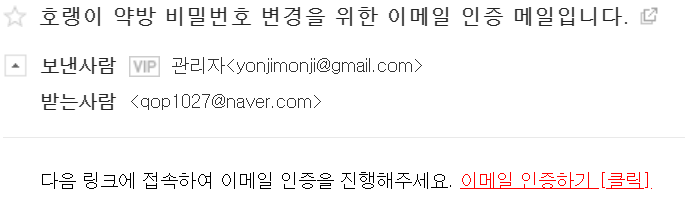 호랭이 약방 비밀번호 변경을 위한 이메일 인증 메일입니다.
보낸사람 VIP 관리자<yonjimonji@gmail.com>
받는사람 <qop1027@naver.com>
다음 링크에 접속하여 이메일 인증을 진행해주세요. 이메일 인증하기 [클릭]